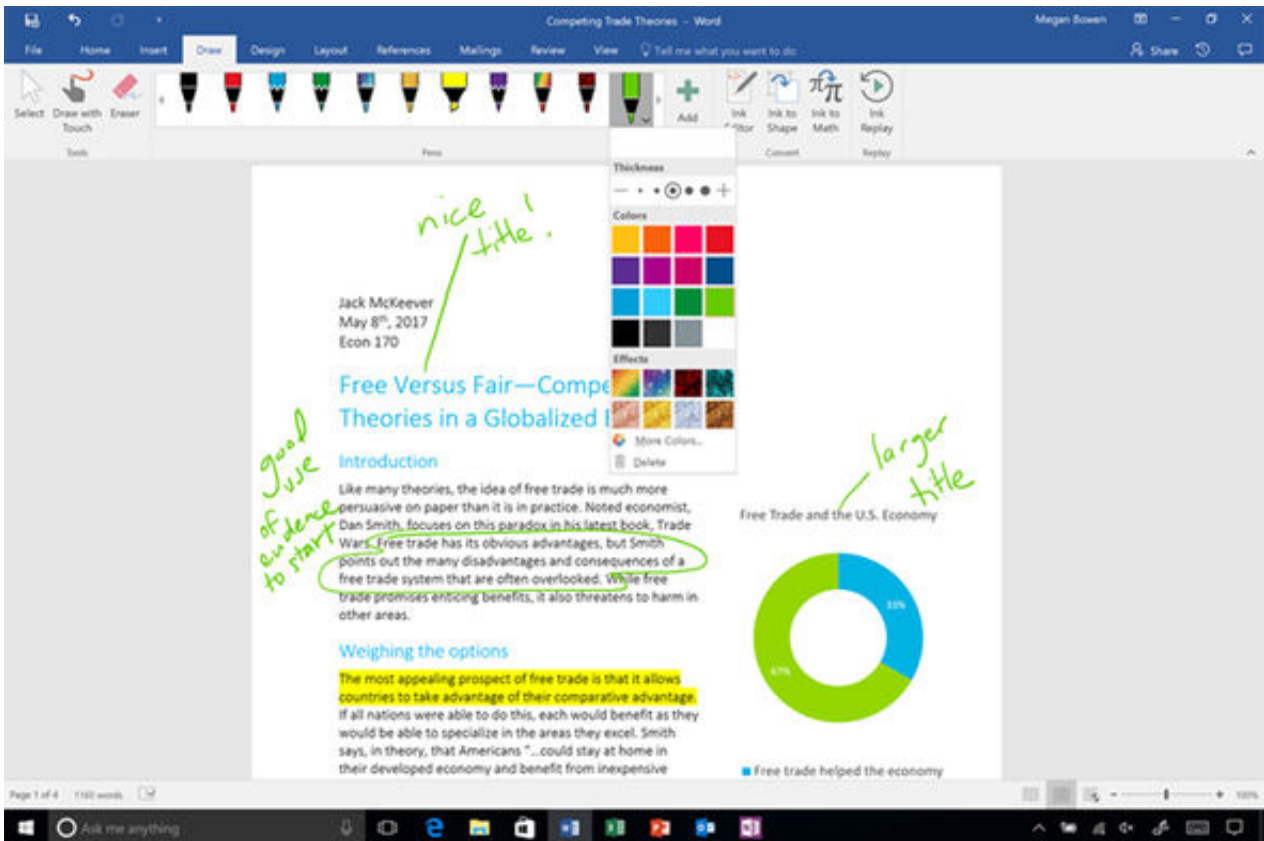 Competing Trade Theories - Word
Megan Bowen
File Home Insert Draw Design Layout References Mailings Review View Tell me what you want to do
Share
Select Draw with Touch Eraser
Add
Ink to Shape
Ink to Math
Ink Replay
Tools
Pens
Convert
Replay
Thickness
Colors
Effects
More Colors...
Delete
nice title!
Jack McKeever
May 8th, 2017
Econ 170
Free Versus Fair—Compe
Theories in a Globalized
good
use
of
evidence
to start
Introduction
Like many theories, the idea of free trade is much more
persuasive on paper than it is in practice. Noted economist,
Dan Smith, focuses on this paradox in his latest book, Trade
Wars. Free trade has its obvious advantages, but Smith
points out the many disadvantages and consequences of a
free trade system that are often overlooked. While free
trade promises enticing benefits, it also threatens to harm in
other areas.
Weighing the options
The most appealing prospect of free trade is that it allows
countries to take advantage of their comparative advantage.
If all nations were able to do this, each would benefit as they
would be able to specialize in the areas they excel. Smith
says, in theory, that Americans "...could stay at home in
their developed economy and benefit from inexpensive
larger
title
Free Trade and the U.S. Economy
33%
67%
Free trade helped the economy
Page 1 of 4 1160 words
100%
Ask me anything